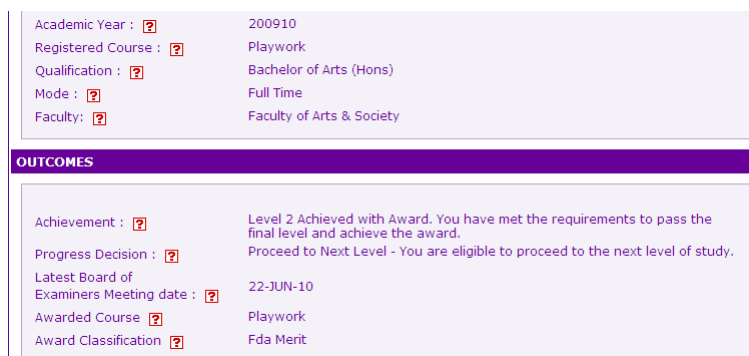 Academic Year : ? 200910
Registered Course : ? Playwork
Qualification : ? Bachelor of Arts (Hons)
Mode : ? Full Time
Faculty: ? Faculty of Arts & Society
OUTCOMES
Achievement : ? Level 2 Achieved with Award. You have met the requirements to pass the
final level and achieve the award.
Progress Decision : ? Proceed to Next Level - You are eligible to proceed to the next level of study.
Latest Board of
Examiners Meeting date : ? 22-JUN-10
Awarded Course ? Playwork
Award Classification ? Fda Merit